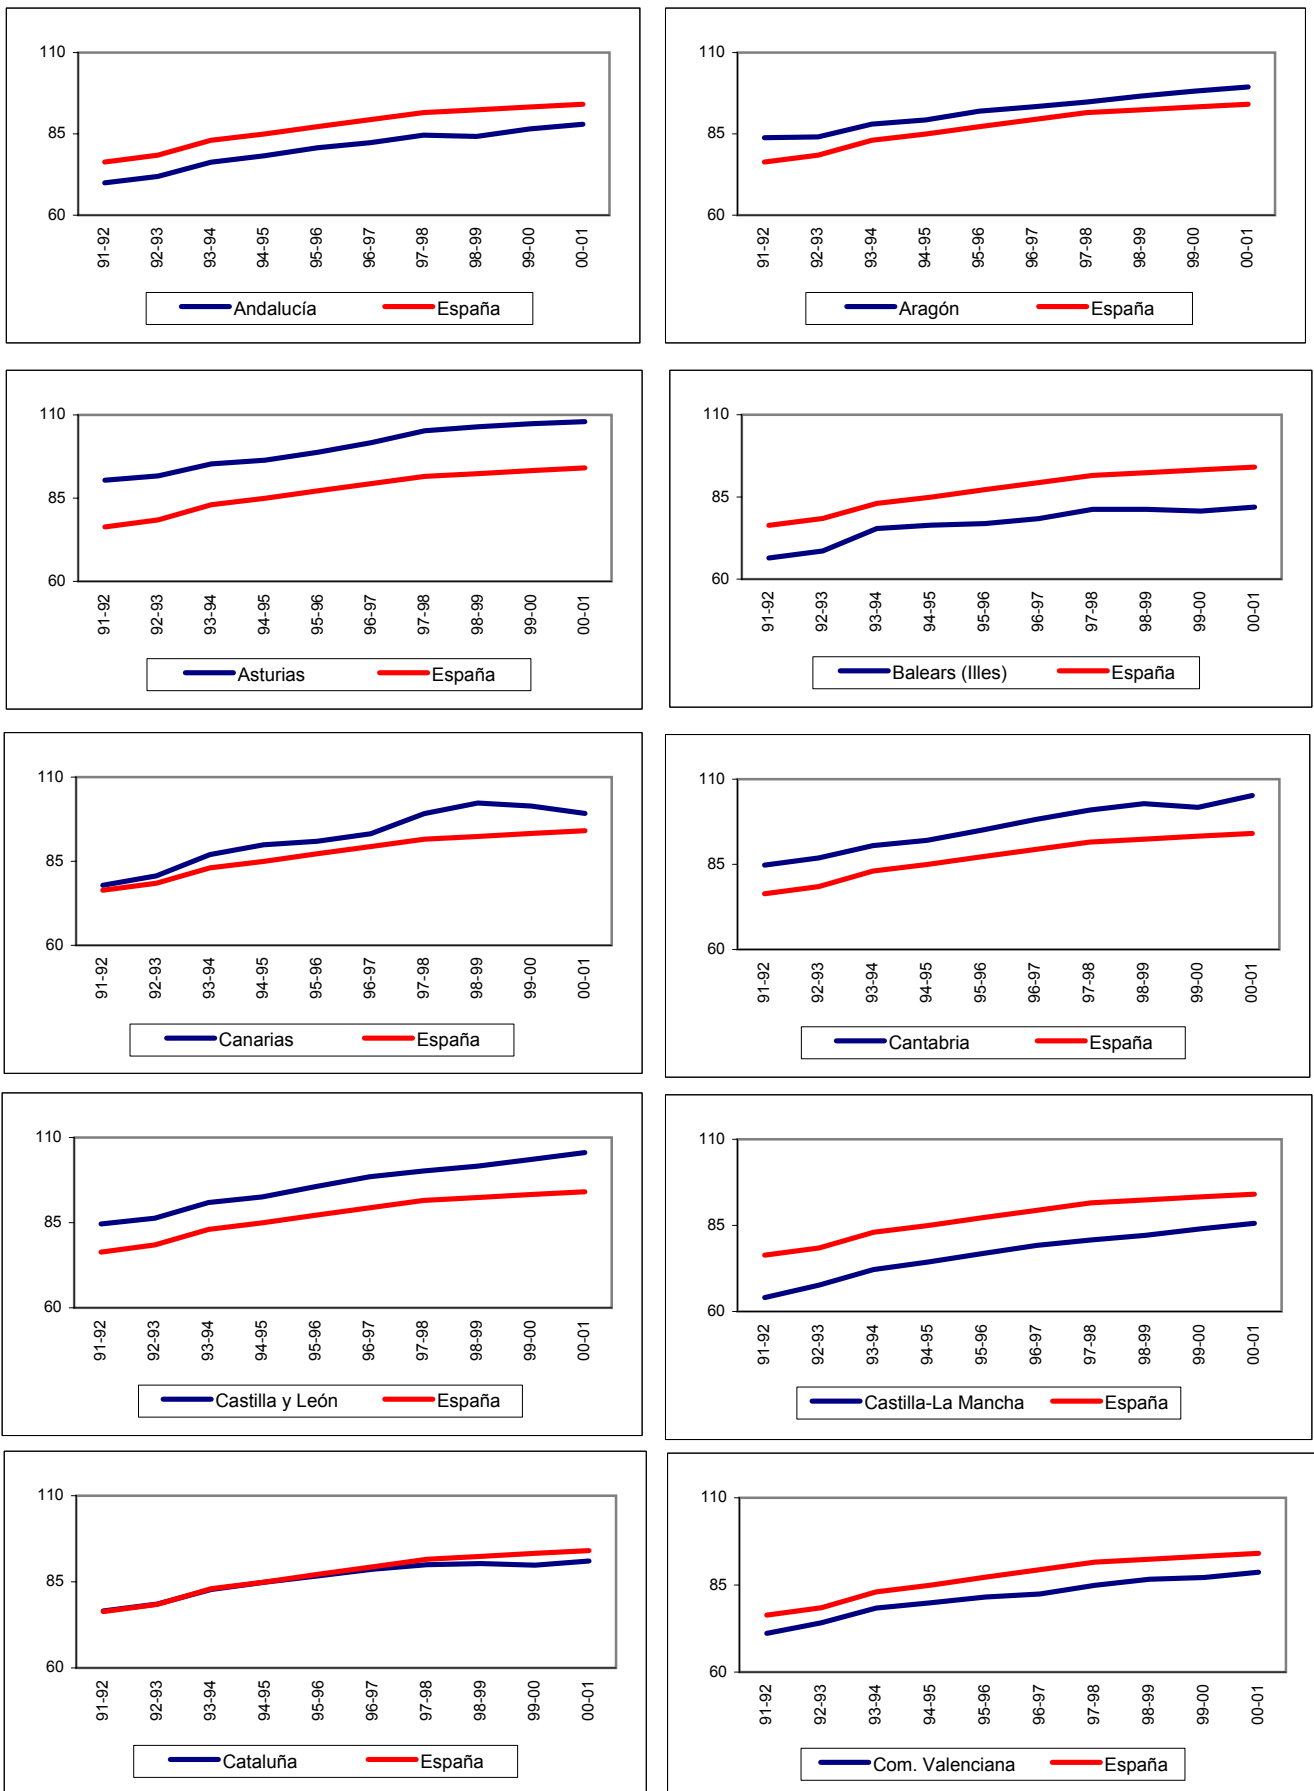 110
85
60
91-92 92-93 93-94 94-95 95-96 96-97 97-98 98-99 99-00 00-01
Andalucía España
110
85
60
91-92 92-93 93-94 94-95 95-96 96-97 97-98 98-99 99-00 00-01
Aragón España
110
85
60
91-92 92-93 93-94 94-95 95-96 96-97 97-98 98-99 99-00 00-01
Asturias España
110
85
60
91-92 92-93 93-94 94-95 95-96 96-97 97-98 98-99 99-00 00-01
Balears (Illes) España
110
85
60
91-92 92-93 93-94 94-95 95-96 96-97 97-98 98-99 99-00 00-01
Canarias España
110
85
60
91-92 92-93 93-94 94-95 95-96 96-97 97-98 98-99 99-00 00-01
Cantabria España
110
85
60
91-92 92-93 93-94 94-95 95-96 96-97 97-98 98-99 99-00 00-01
Castilla y León España
110
85
60
91-92 92-93 93-94 94-95 95-96 96-97 97-98 98-99 99-00 00-01
Castilla-La Mancha España
110
85
60
91-92 92-93 93-94 94-95 95-96 96-97 97-98 98-99 99-00 00-01
Cataluña España
110
85
60
91-92 92-93 93-94 94-95 95-96 96-97 97-98 98-99 99-00 00-01
Com. Valenciana España